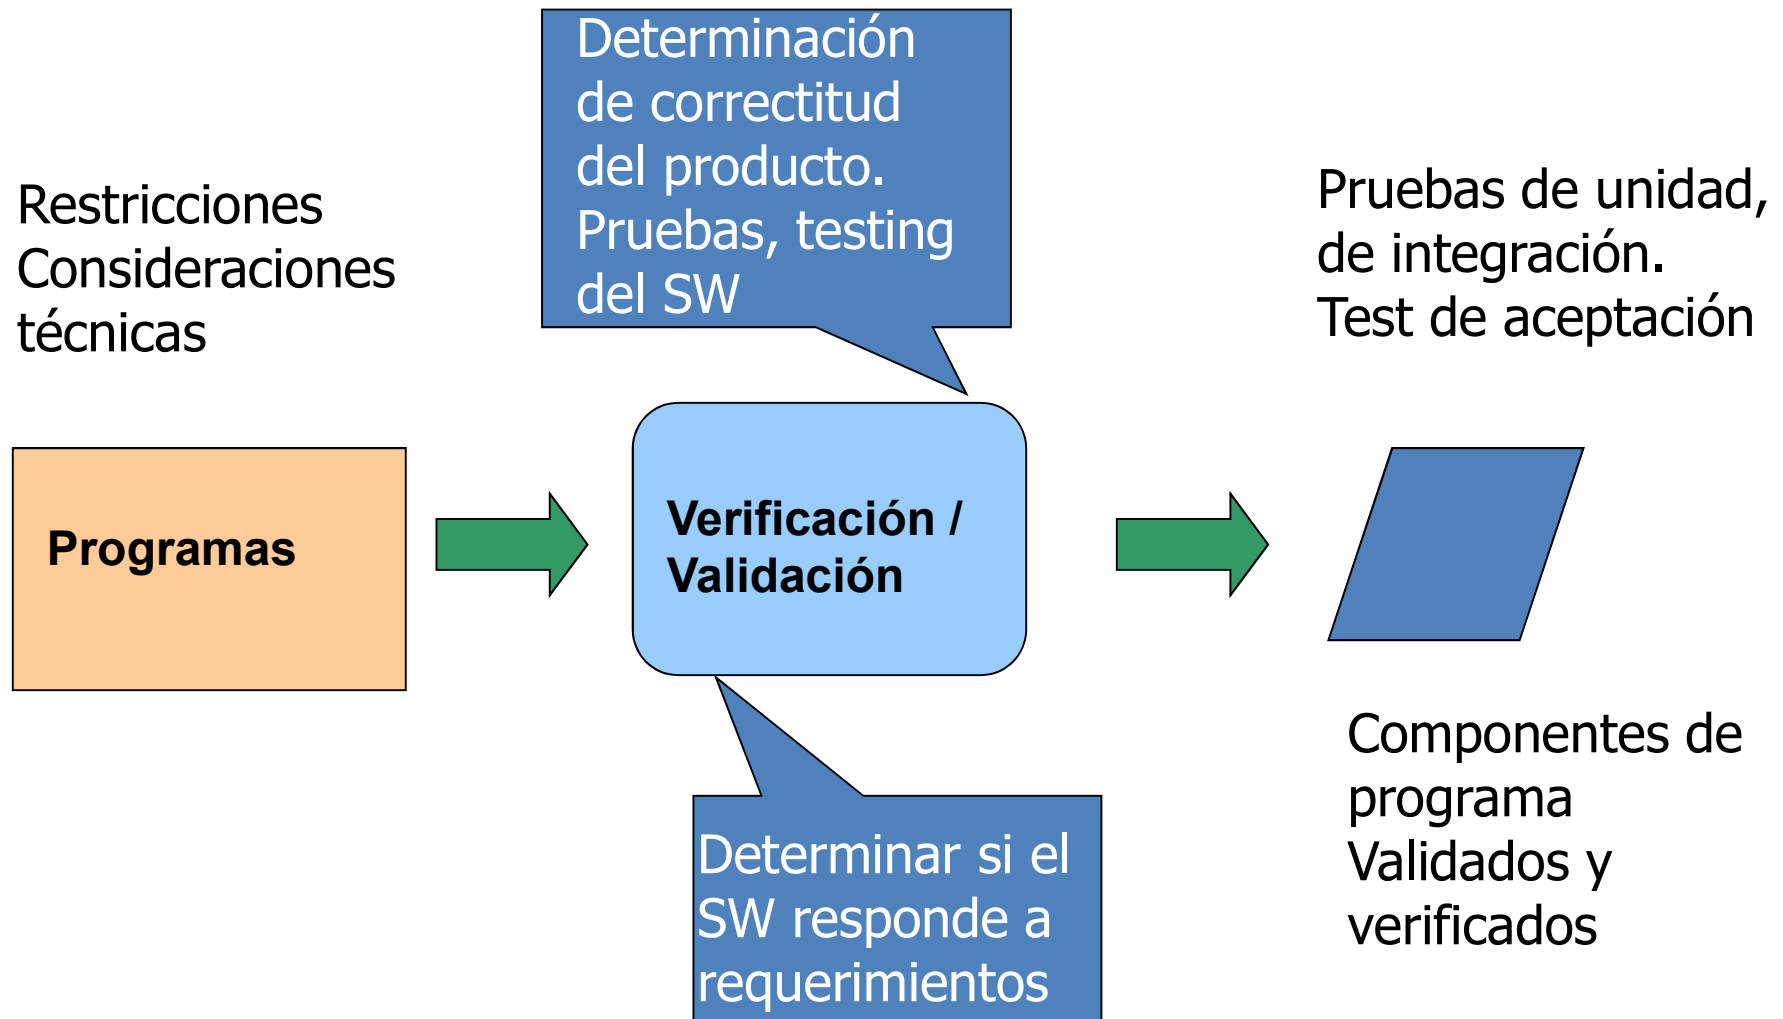 Determinación
de correctitud
del producto.
Pruebas, testing
del SW
Restricciones
Consideraciones
técnicas
Pruebas de unidad,
de integración.
Test de aceptación
Programas
Verificación /
Validación
Componentes de
programa
Validados y
verificados
Determinar si el
SW responde a
requerimientos